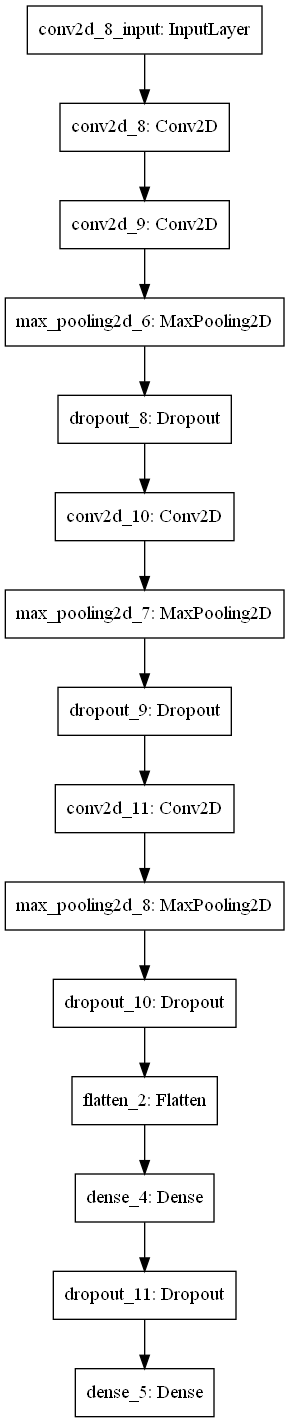 conv2d_8_input: InputLayer
conv2d_8: Conv2D
conv2d_9: Conv2D
max_pooling2d_6: MaxPooling2D
dropout_8: Dropout
conv2d_10: Conv2D
max_pooling2d_7: MaxPooling2D
dropout_9: Dropout
conv2d_11: Conv2D
max_pooling2d_8: MaxPooling2D
dropout_10: Dropout
flatten_2: Flatten
dense_4: Dense
dropout_11: Dropout
dense_5: Dense